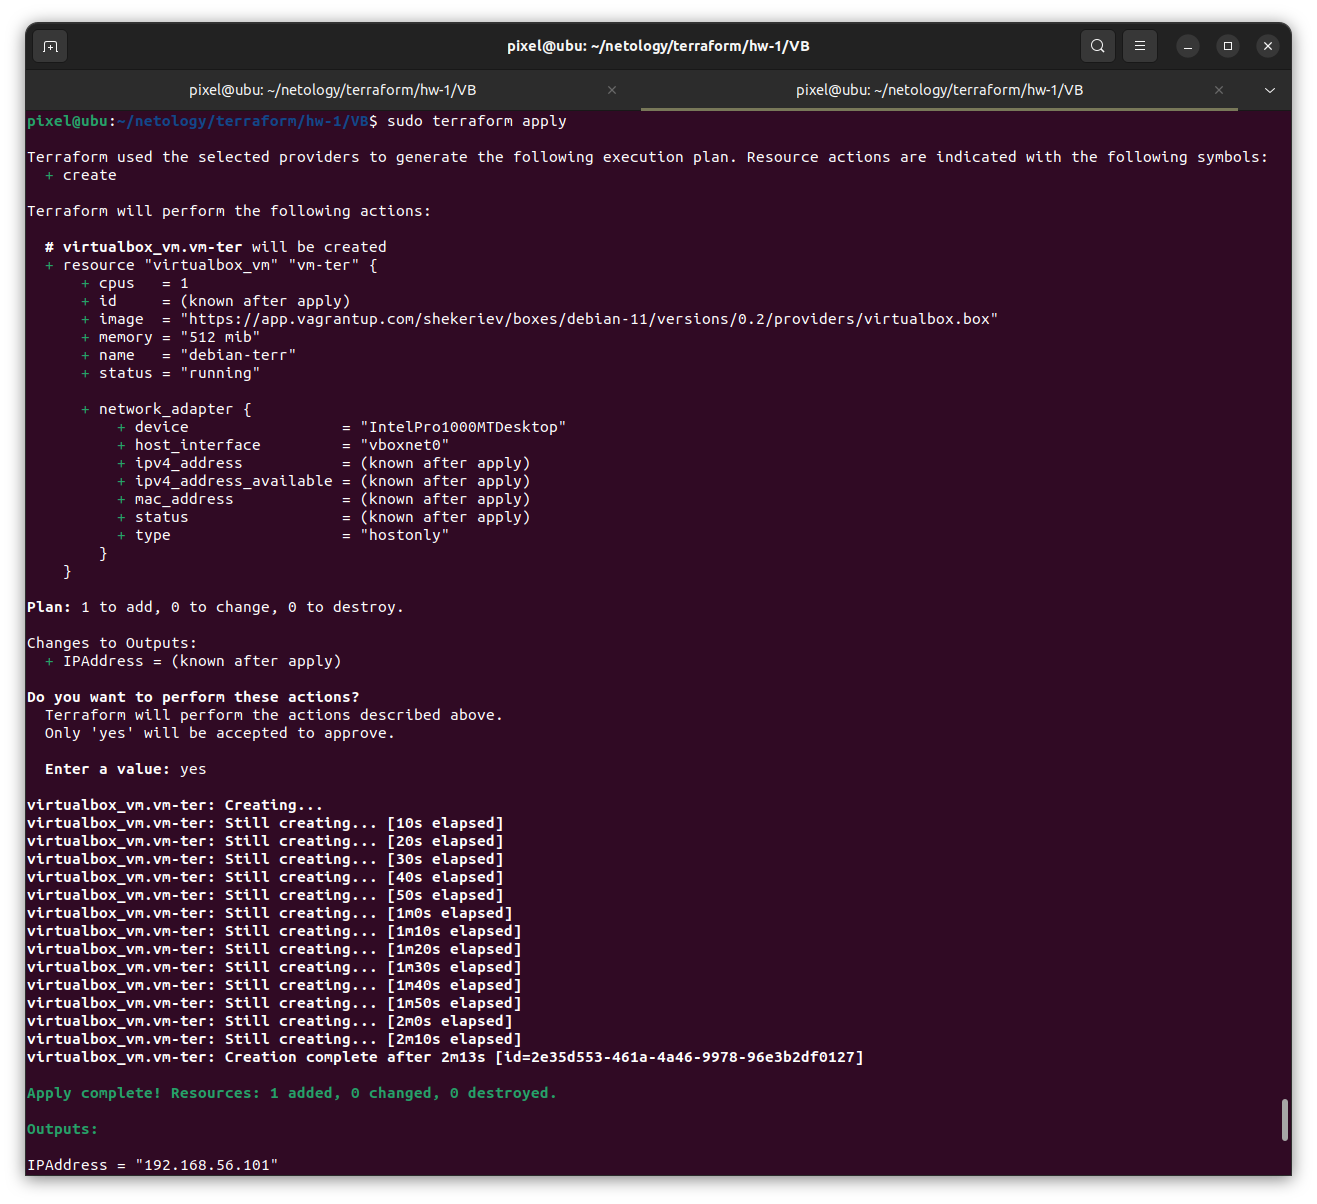 pixel@ubu: ~/netology/terraform/hw-1/VB
pixel@ubu: ~/netology/terraform/hw-1/VB
pixel@ubu: ~/netology/terraform/hw-1/VB
pixel@ubu:~/netology/terraform/hw-1/VB$ sudo terraform apply

Terraform used the selected providers to generate the following execution plan. Resource actions are indicated with the following symbols:
  + create

Terraform will perform the following actions:

  # virtualbox_vm.vm-ter will be created
  + resource "virtualbox_vm" "vm-ter" {
      + cpus   = 1
      + id     = (known after apply)
      + image  = "https://app.vagrantup.com/shekeriev/boxes/debian-11/versions/0.2/providers/virtualbox.box"
      + memory = "512 mib"
      + name   = "debian-terr"
      + status = "running"

      + network_adapter {
          + device                 = "IntelPro1000MTDesktop"
          + host_interface         = "vboxnet0"
          + ipv4_address           = (known after apply)
          + ipv4_address_available = (known after apply)
          + mac_address            = (known after apply)
          + status                 = (known after apply)
          + type                   = "hostonly"
        }
    }

Plan: 1 to add, 0 to change, 0 to destroy.

Changes to Outputs:
  + IPAddress = (known after apply)

Do you want to perform these actions?
  Terraform will perform the actions described above.
  Only 'yes' will be accepted to approve.

  Enter a value: yes

virtualbox_vm.vm-ter: Creating...
virtualbox_vm.vm-ter: Still creating... [10s elapsed]
virtualbox_vm.vm-ter: Still creating... [20s elapsed]
virtualbox_vm.vm-ter: Still creating... [30s elapsed]
virtualbox_vm.vm-ter: Still creating... [40s elapsed]
virtualbox_vm.vm-ter: Still creating... [50s elapsed]
virtualbox_vm.vm-ter: Still creating... [1m0s elapsed]
virtualbox_vm.vm-ter: Still creating... [1m10s elapsed]
virtualbox_vm.vm-ter: Still creating... [1m20s elapsed]
virtualbox_vm.vm-ter: Still creating... [1m30s elapsed]
virtualbox_vm.vm-ter: Still creating... [1m40s elapsed]
virtualbox_vm.vm-ter: Still creating... [1m50s elapsed]
virtualbox_vm.vm-ter: Still creating... [2m0s elapsed]
virtualbox_vm.vm-ter: Still creating... [2m10s elapsed]
virtualbox_vm.vm-ter: Creation complete after 2m13s [id=2e35d553-461a-4a46-9978-96e3b2df0127]

Apply complete! Resources: 1 added, 0 changed, 0 destroyed.

Outputs:

IPAddress = "192.168.56.101"